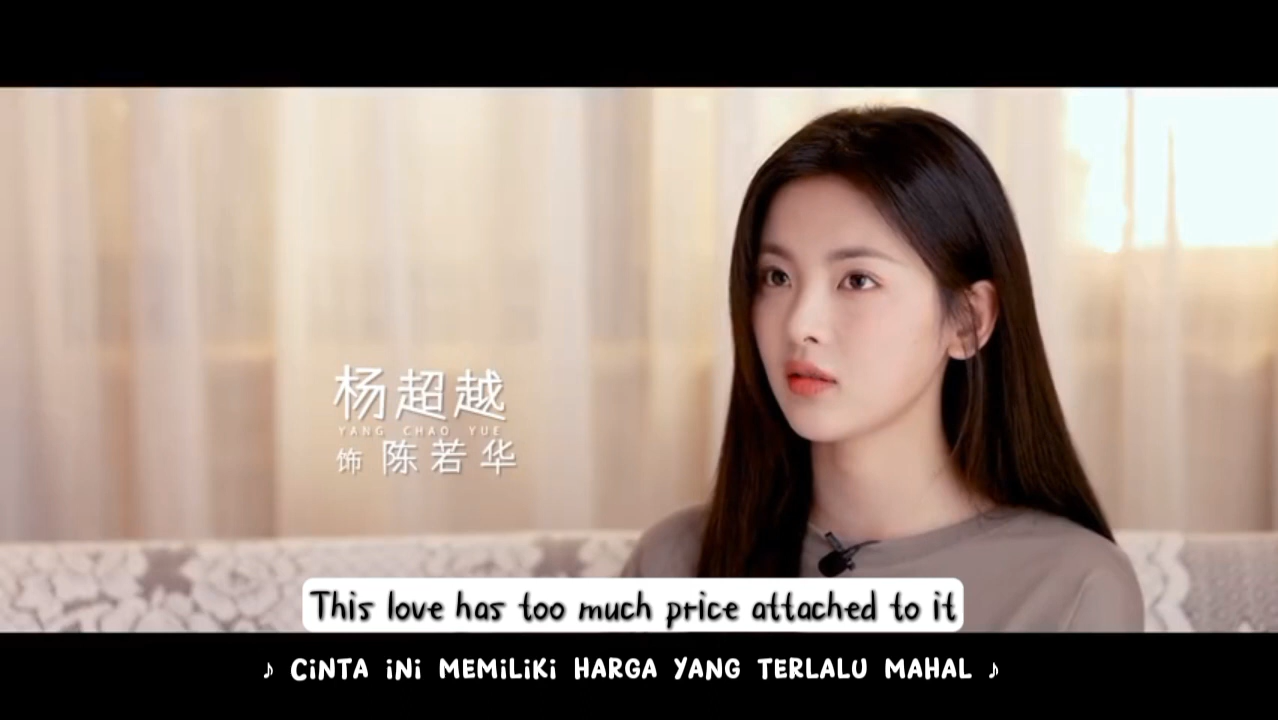 杨超越
YANG CHAO YUE
饰 陈若华
This love has too much price attached to it
♪ CiNTA iNi MEMiLiKi HARGA YANG TERLALU MAHAL ♪